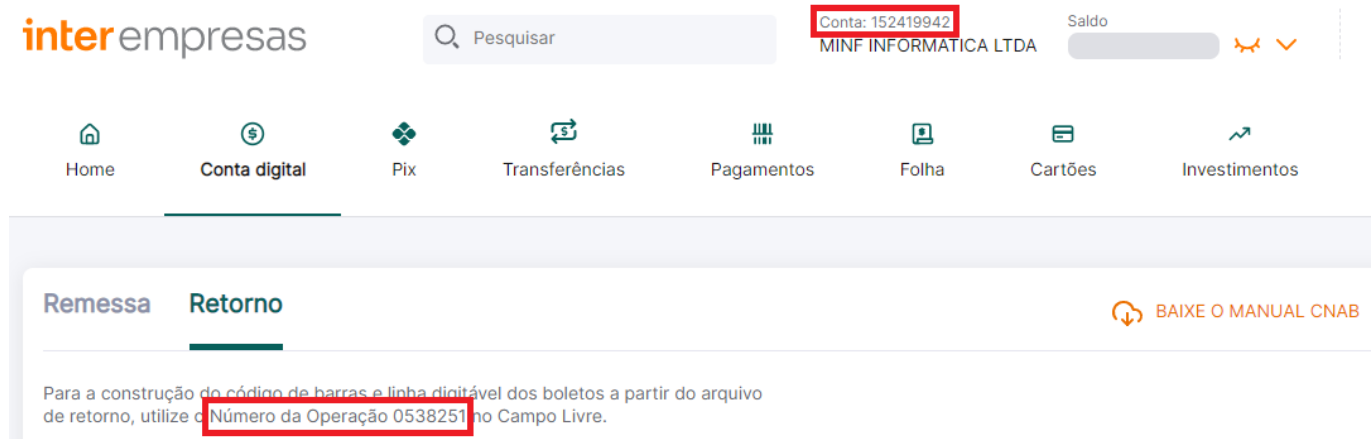 inter empresas
Pesquisar
Conta: 152419942
MINF INFORMATICA LTDA
Saldo
Home
Conta digital
Pix
Transferências
Pagamentos
Folha
Cartões
Investimentos
Remessa
Retorno
BAIXE O MANUAL CNAB
Para a construção do código de barras e linha digitável dos boletos a partir do arquivo
de retorno, utilize o Número da Operação 0538251 no Campo Livre.